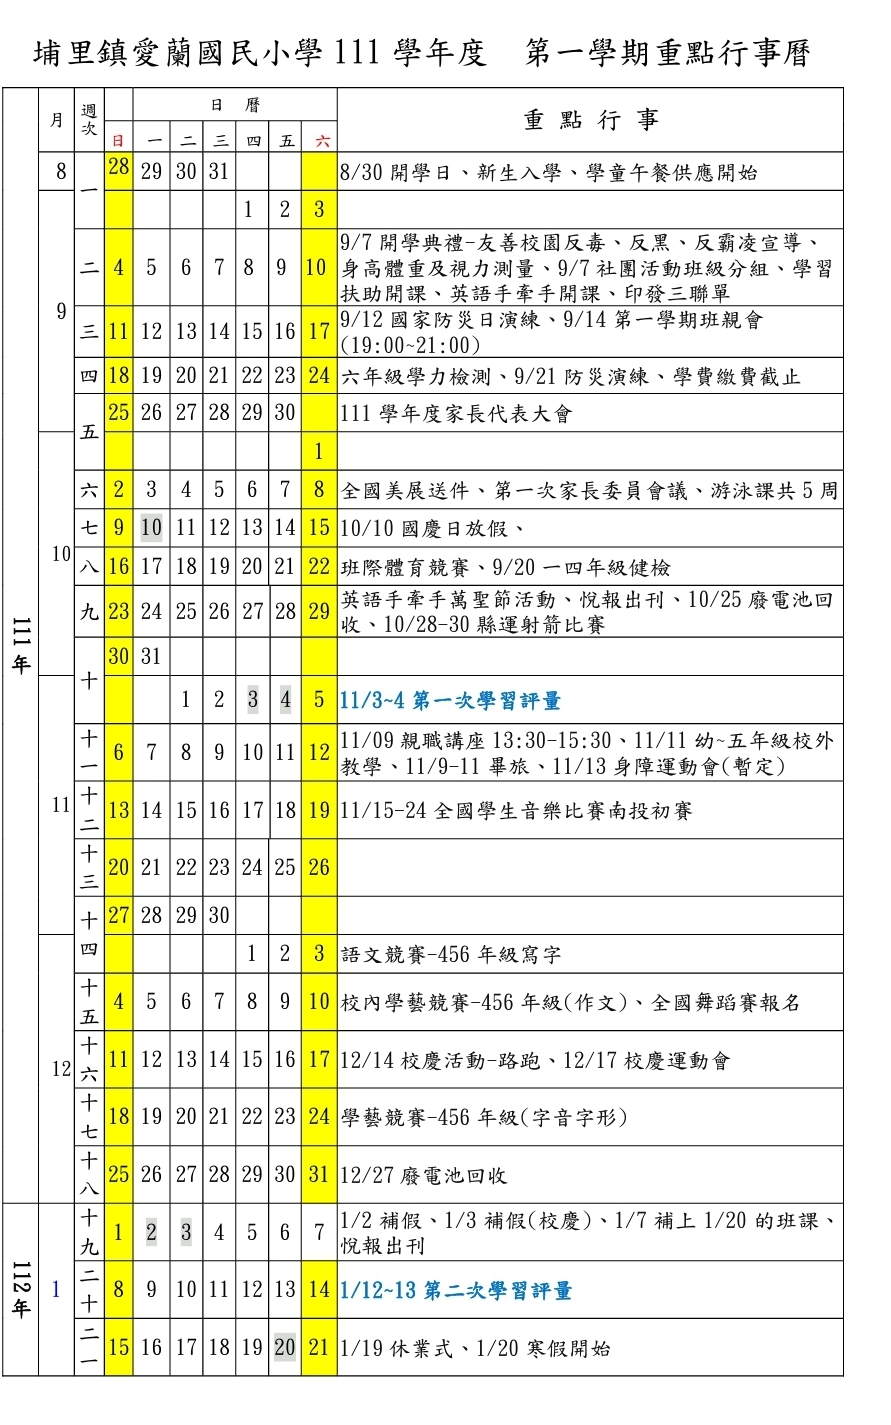 埔里鎮愛蘭國民小學 111 學年度　第一學期重點行事曆
月 週次 日 曆 重 點 行 事
日 一 二 三 四 五 六
111 年
8 一 28 29 30 31 8/30 開學日、新生入學、學童午餐供應開始
9
1 2 3
9/7 開學典禮-友善校園反毒、反黑、反霸凌宣導、
二 4 5 6 7 8 9 10 身高體重及視力測量、9/7 社團活動班級分組、學習
扶助開課、英語手牽手開課、印發三聯單
三 11 12 13 14 15 16 17 9/12 國家防災日演練、9/14 第一學期班親會
(19:00~21:00)
四 18 19 20 21 22 23 24 六年級學力檢測、9/21 防災演練、學費繳費截止
五 25 26 27 28 29 30 111 學年度家長代表大會
10
1
六 2 3 4 5 6 7 8 全國美展送件、第一次家長委員會議、游泳課共 5 周
七 9 10 11 12 13 14 15 10/10 國慶日放假、
八 16 17 18 19 20 21 22 班際體育競賽、9/20 一四年級健檢
九 23 24 25 26 27 28 29 英語手牽手萬聖節活動、悅報出刊、10/25 廢電池回
收、10/28-30 縣運射箭比賽
十 30 31
11
1 2 3 4 5 11/3~4 第一次學習評量
十一 6 7 8 9 10 11 12 11/09 親職講座 13:30-15:30、11/11 幼~五年級校外
教學、11/9-11 畢旅、11/13 身障運動會(暫定)
十二 13 14 15 16 17 18 19 11/15-24 全國學生音樂比賽南投初賽
十三 20 21 22 23 24 25 26
十四 27 28 29 30
12
1 2 3 語文競賽-456 年級寫字
十五 4 5 6 7 8 9 10 校內學藝競賽-456 年級(作文)、全國舞蹈賽報名
十六 11 12 13 14 15 16 17 12/14 校慶活動-路跑、12/17 校慶運動會
十七 18 19 20 21 22 23 24 學藝競賽-456 年級(字音字形)
十八 25 26 27 28 29 30 31 12/27 廢電池回收
112 年
1
十九 1 2 3 4 5 6 7 1/2 補假、1/3 補假(校慶)、1/7 補上 1/20 的班課、
悅報出刊
二十 8 9 10 11 12 13 14 1/12~13 第二次學習評量
二一 15 16 17 18 19 20 21 1/19 休業式、1/20 寒假開始